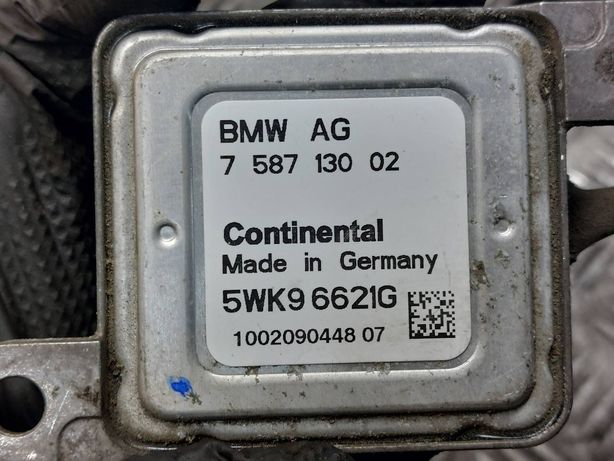 BMW AG
7 587 130 02
Continental
Made in Germany
5WK9 6621G
1002090448 07